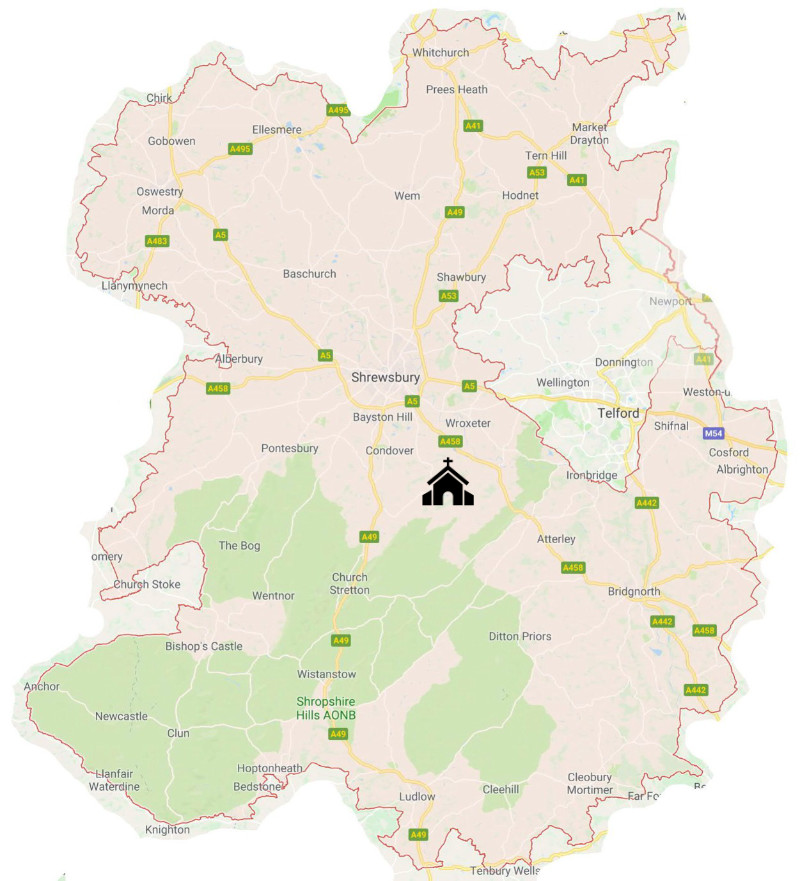 M
Whitchurch
Prees Heath
Chirk
A495
A41
Ellesmere
Market
Drayton
Gobowen
A495
Tern Hill
A53
A41
Oswestry
Wem
Hodnet
Morda
A49
A5
A483
Baschurch
Shawbury
Llanymynech
A53
Newport
Alberbury
A5
A41
Donnington
Shrewsbury
Wellington
A458
A5
Weston-u
A5
Telford
Bayston Hill
Wroxeter
Shifnal
M54
A458
Pontesbury
Condover
Cosford
Albrighton
Ironbridge
A442
A49
Atterley
The Bog
omery
A458
Church Stoke
Church
Stretton
Wentnor
Bridgnorth
A442
A458
Ditton Priors
A49
Bishop's Castle
Wistanstow
Anchor
A442
Shropshire
Hills AONB
Newcastle
Clun
A49
Hoptonheath
Llanfair
Waterdine
Bedstone
Cleobury
Mortimer
Cleehill
Ludlow
Far Fo
Knighton
A49
Tenbury Wells